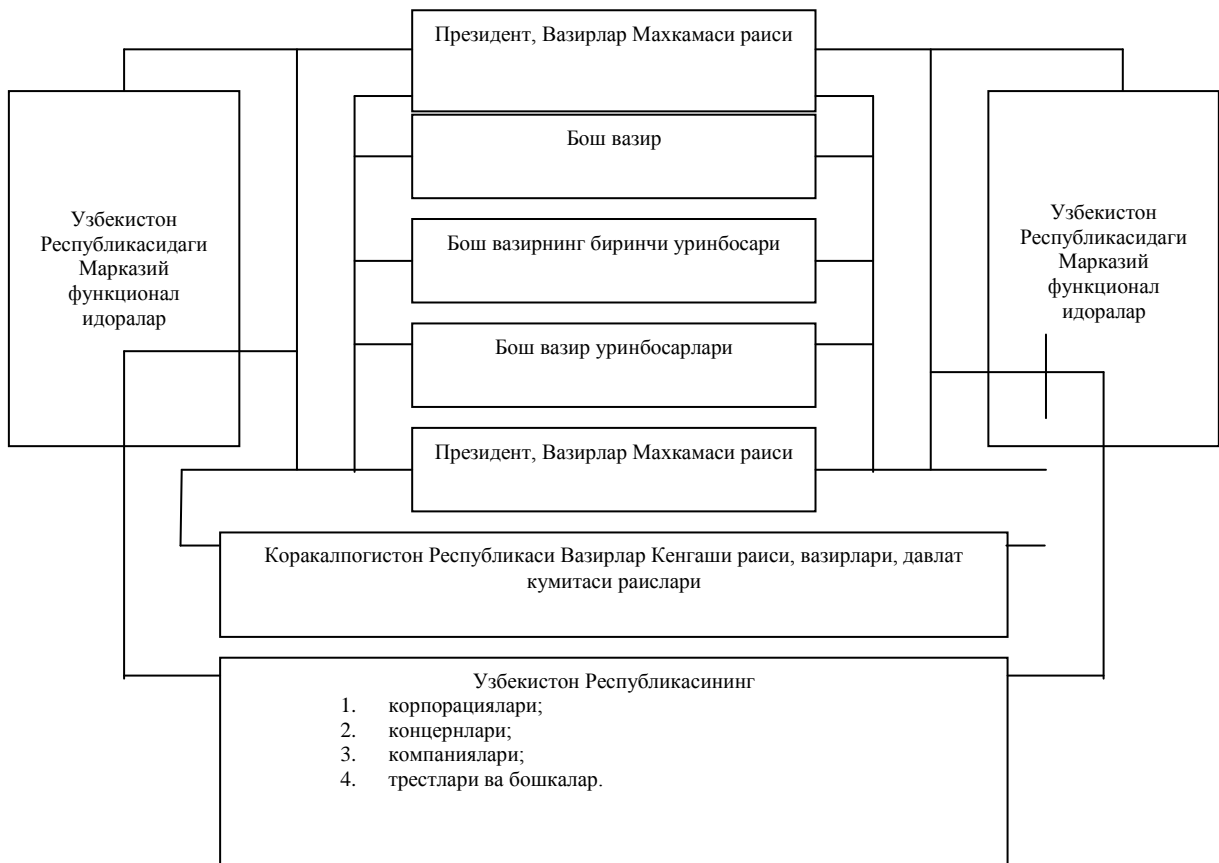 Президент, Вазирлар Махкамаси раиси
Бош вазир
Узбекистон
Республикасидаги
Марказий
функционал
идоралар
Узбекистон
Республикасидаги
Марказий
функционал
идоралар
Бош вазирнинг биринчи уринбосари
Бош вазир уринбосарлари
Президент, Вазирлар Махкамаси раиси
Коракалпогистон Республикаси Вазирлар Кенгаши раиси, вазирлари, давлат
кумитаси раислари
Узбекистон Республикасининг
1. корпорациялари;
2. концернлари;
3. компаниялари;
4. трестлари ва бошкалар.